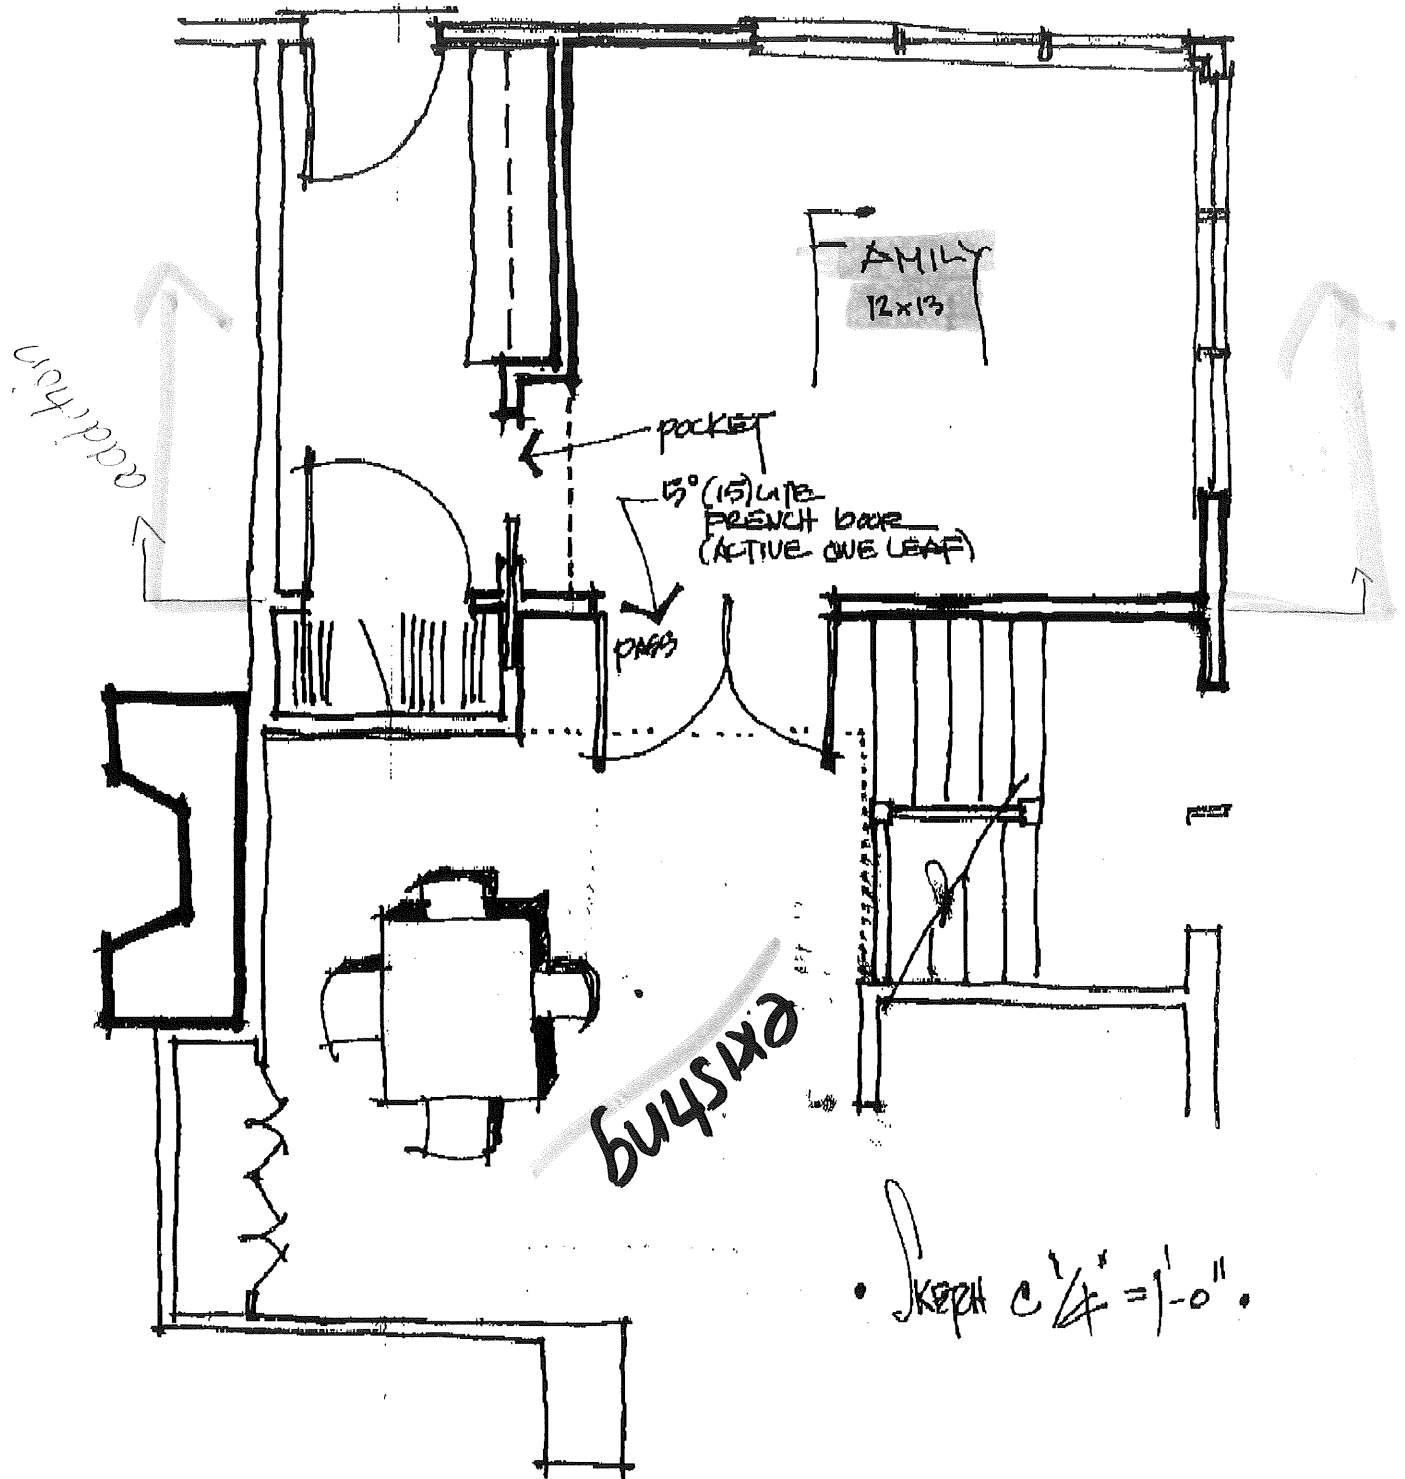 FAMILY
12x13
addition
POCKET
5° (15) LITE
FRENCH DOOR
(ACTIVE ONE LEAF)
PASS
existing
• SKETCH @ 1/4" = 1'-0" •